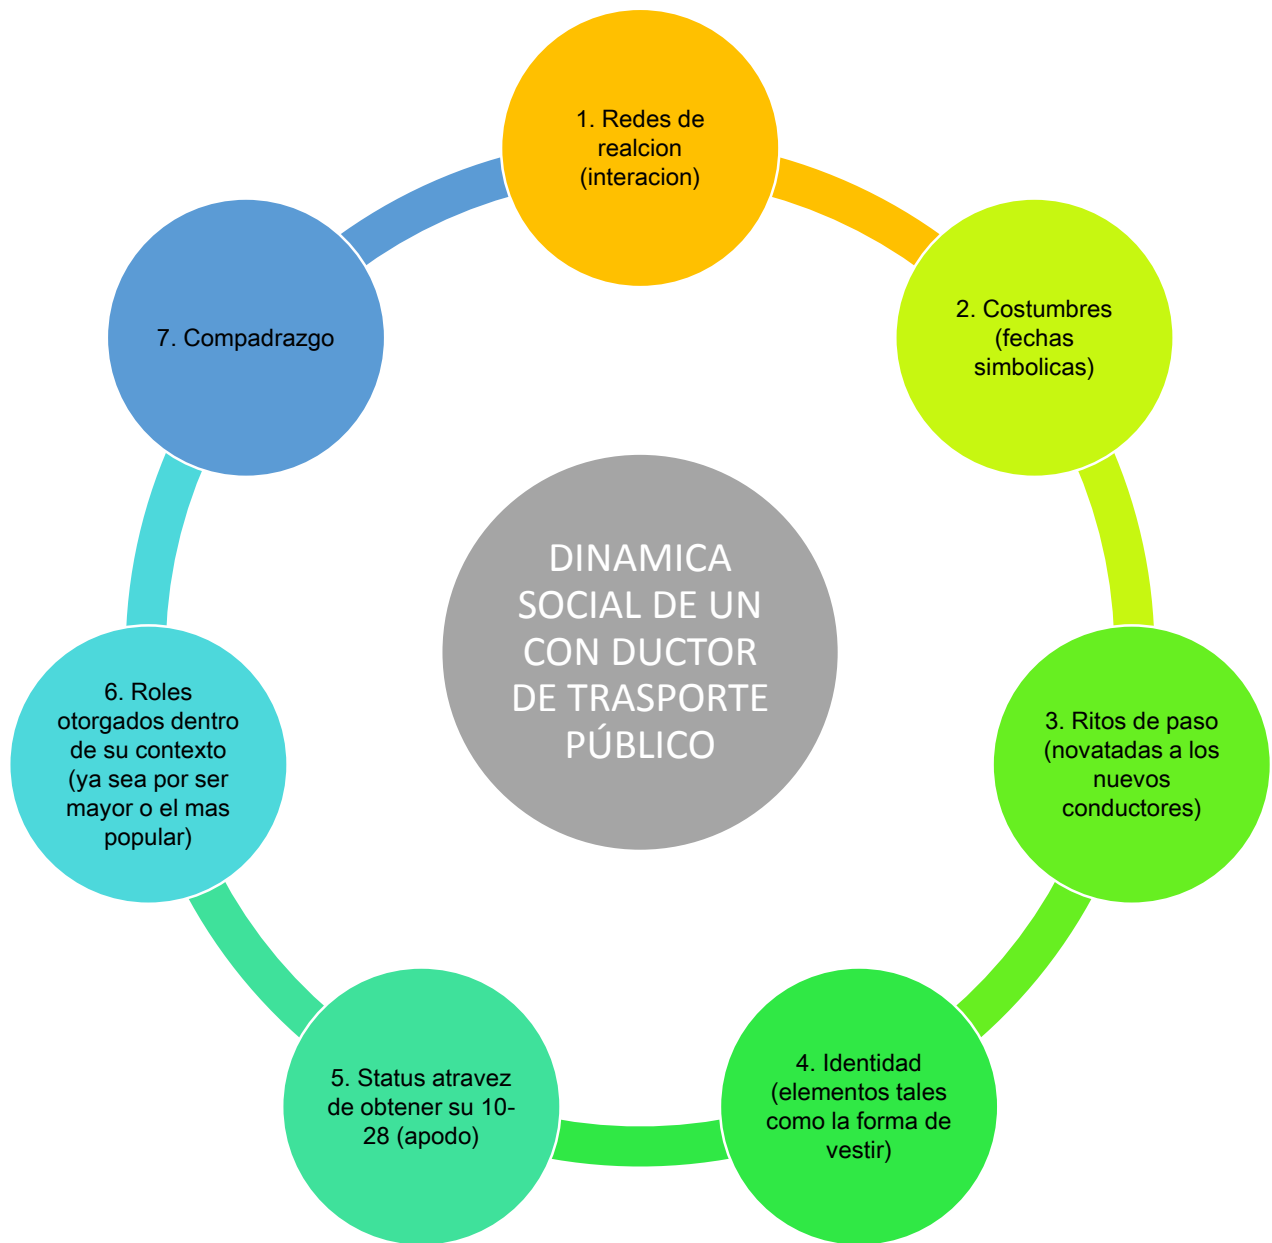 1. Redes de
realcion
(interacion)
2. Costumbres
(fechas
simbolicas)
3. Ritos de paso
(novatadas a los
nuevos
conductores)
4. Identidad
(elementos tales
como la forma de
vestir)
5. Status atravez
de obtener su 10-
28 (apodo)
6. Roles
otorgados dentro
de su contexto
(ya sea por ser
mayor o el mas
popular)
7. Compadrazgo
DINAMICA
SOCIAL DE UN
CON DUCTOR
DE TRASPORTE
PÚBLICO